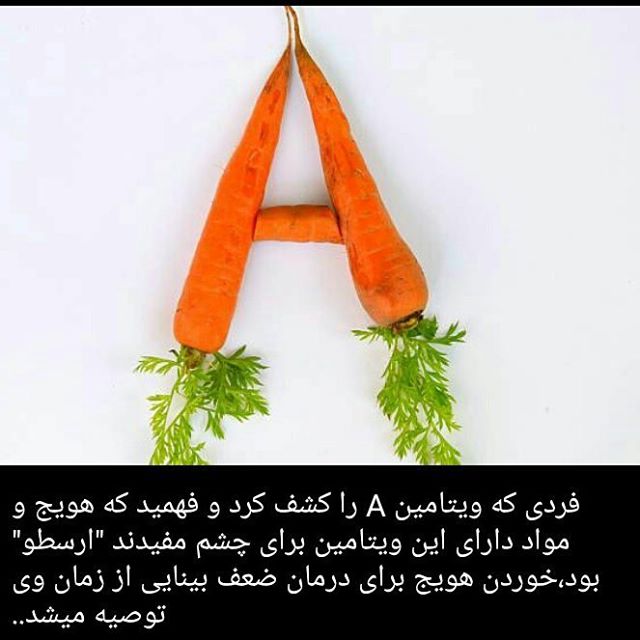 فردی که ویتامین A را کشف کرد و فهمید که هویج و
مواد دارای این ویتامین برای چشم مفیدند "ارسطو"
بود،خوردن هویج برای درمان ضعف بینایی از زمان وی
توصیه میشد..